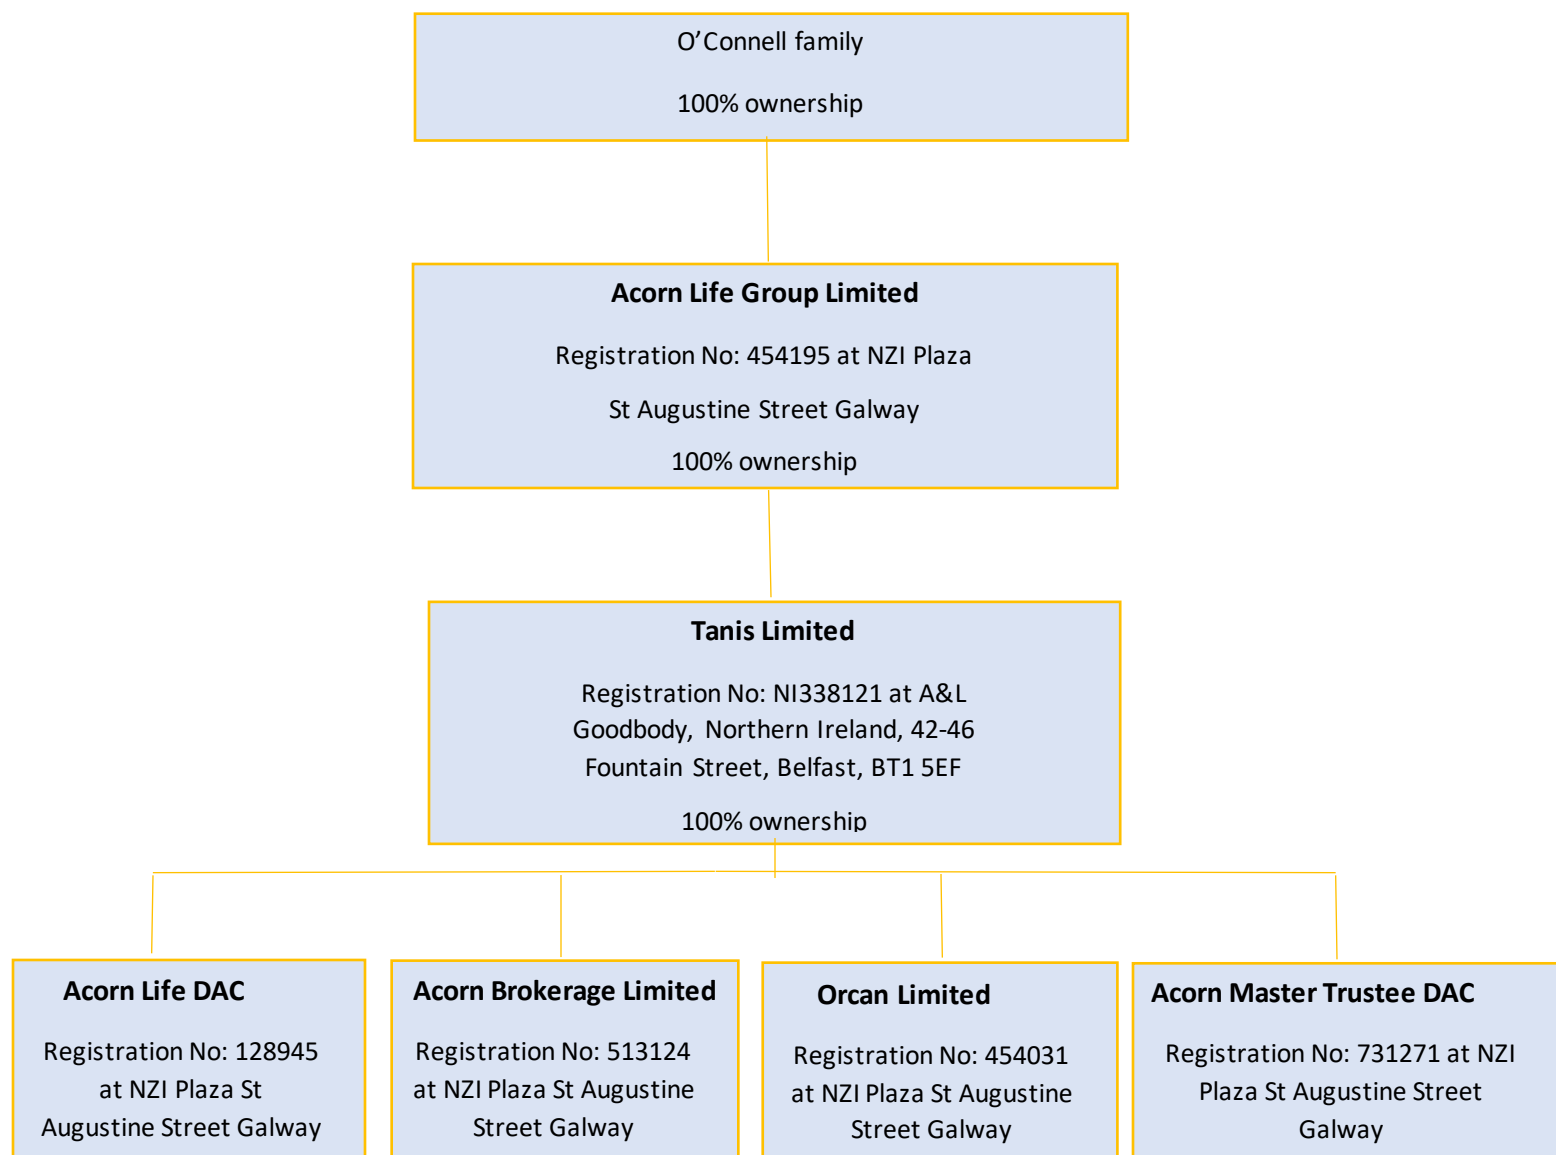 O’Connell family
100% ownership
Acorn Life Group Limited
Registration No: 454195 at NZI Plaza
St Augustine Street Galway
100% ownership
Tanis Limited
Registration No: NI338121 at A&L
Goodbody, Northern Ireland, 42-46
Fountain Street, Belfast, BT1 5EF
100% ownership
Acorn Life DAC
Registration No: 128945
at NZI Plaza St
Augustine Street Galway
Acorn Brokerage Limited
Registration No: 513124
at NZI Plaza St Augustine
Street Galway
Orcan Limited
Registration No: 454031
at NZI Plaza St Augustine
Street Galway
Acorn Master Trustee DAC
Registration No: 731271 at NZI
Plaza St Augustine Street
Galway